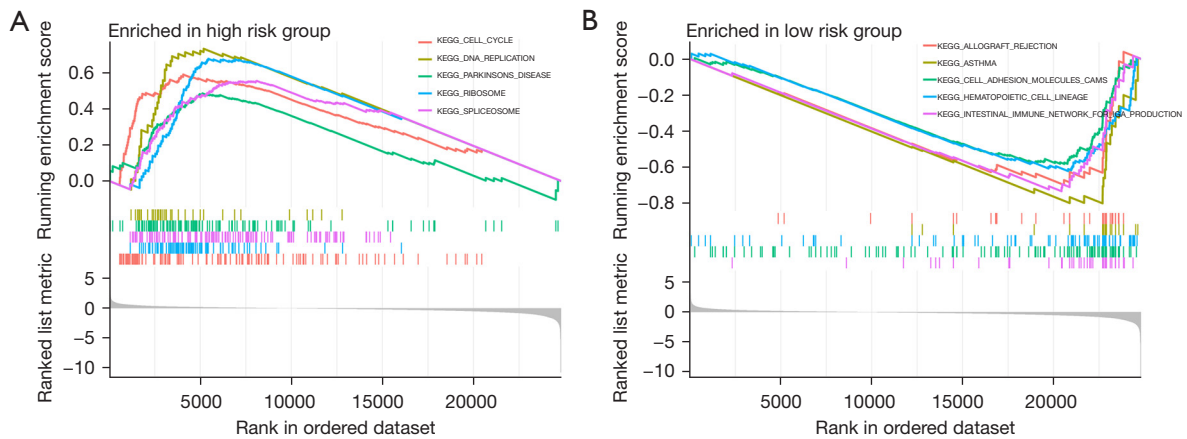 A
Enriched in high risk group
Running enrichment score
0.6
0.4
0.2
0.0
KEGG_CELL_CYCLE
KEGG_DNA_REPLICATION
KEGG_PARKINSONS_DISEASE
KEGG_RIBOSOME
KEGG_SPLICEOSOME
Ranked list metric
5
0
−5
−10
5000 10000 15000 20000
Rank in ordered dataset
B
Enriched in low risk group
Running enrichment score
0.0
−0.2
−0.4
−0.6
−0.8
KEGG_ALLOGRAFT_REJECTION
KEGG_ASTHMA
KEGG_CELL_ADHESION_MOLECULES_CAMS
KEGG_HEMATOPOIETIC_CELL_LINEAGE
KEGG_INTESTINAL_IMMUNE_NETWORK_FOR_IGA_PRODUCTION
Ranked list metric
5
0
−5
−10
5000 10000 15000 20000
Rank in ordered dataset